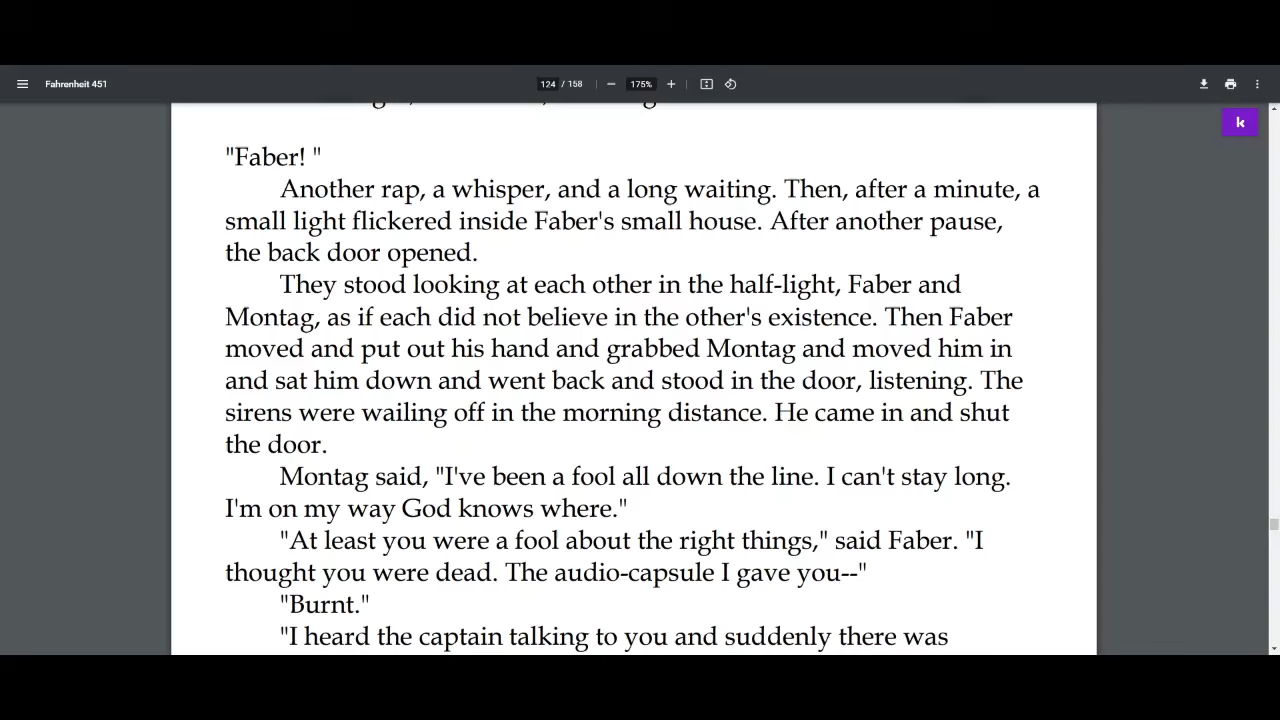 Fahrenheit 451
124 / 158
175%
k
"Faber! "
Another rap, a whisper, and a long waiting. Then, after a minute, a
small light flickered inside Faber's small house. After another pause,
the back door opened.
They stood looking at each other in the half-light, Faber and
Montag, as if each did not believe in the other's existence. Then Faber
moved and put out his hand and grabbed Montag and moved him in
and sat him down and went back and stood in the door, listening. The
sirens were wailing off in the morning distance. He came in and shut
the door.
Montag said, "I've been a fool all down the line. I can't stay long.
I'm on my way God knows where."
"At least you were a fool about the right things," said Faber. "I
thought you were dead. The audio-capsule I gave you--"
"Burnt."
"I heard the captain talking to you and suddenly there was